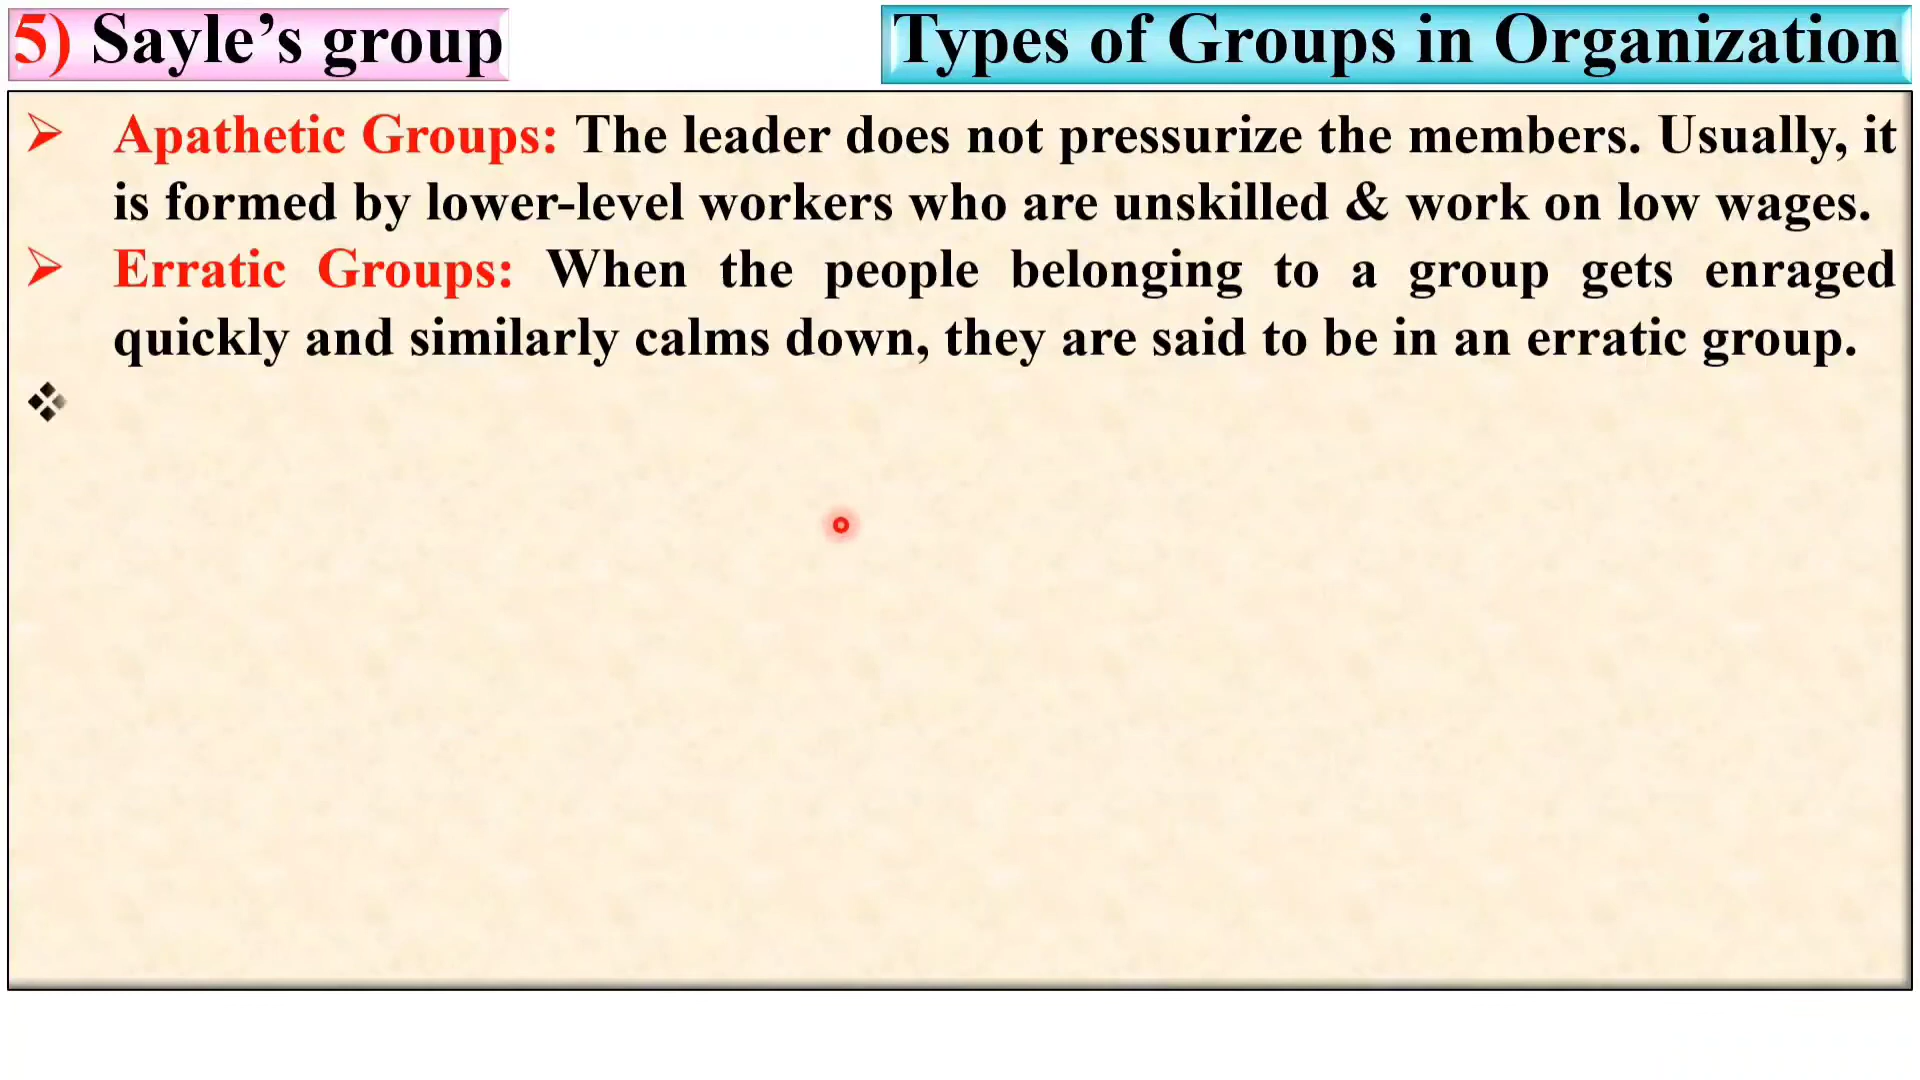 5) Sayle’s group
Types of Groups in Organization
Apathetic Groups: The leader does not pressurize the members. Usually, it
is formed by lower-level workers who are unskilled & work on low wages.
Erratic Groups: When the people belonging to a group gets enraged
quickly and similarly calms down, they are said to be in an erratic group.